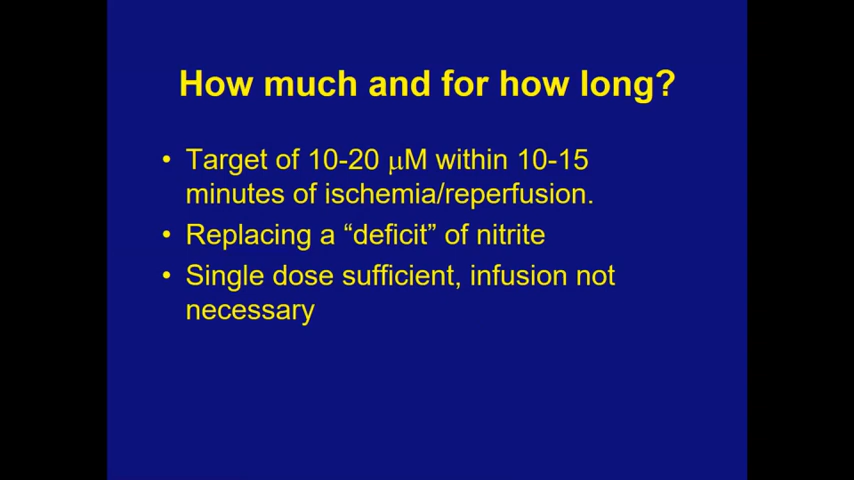 How much and for how long?
• Target of 10-20 μM within 10-15
minutes of ischemia/reperfusion.
• Replacing a “deficit” of nitrite
• Single dose sufficient, infusion not
necessary